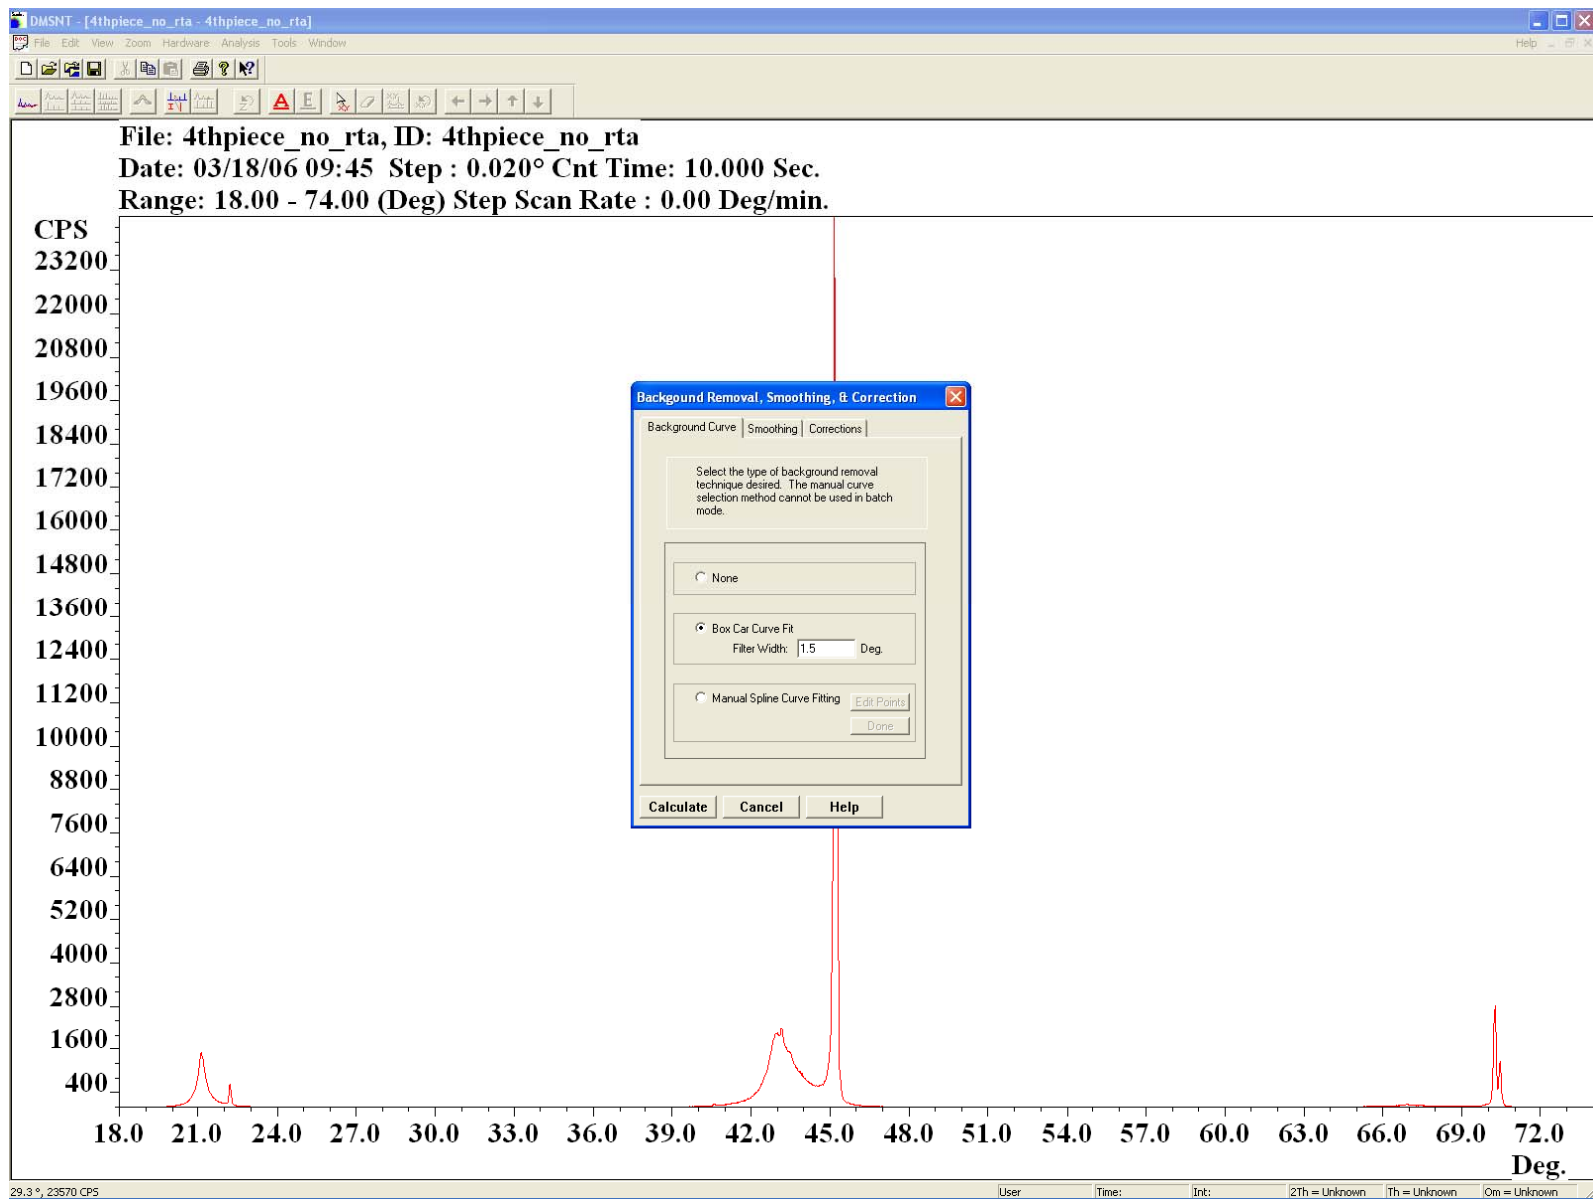 DMSNT - [4thpiece_no_rta - 4thpiece_no_rta]
File Edit View Zoom Hardware Analysis Tools Window Help
File: 4thpiece_no_rta, ID: 4thpiece_no_rta
Date: 03/18/06 09:45 Step : 0.020° Cnt Time: 10.000 Sec.
Range: 18.00 - 74.00 (Deg) Step Scan Rate : 0.00 Deg/min.
CPS
23200
22000
20800
19600
18400
17200
16000
14800
13600
12400
11200
10000
8800
7600
6400
5200
4000
2800
1600
400
Backgound Removal, Smoothing, & Correction
Background Curve Smoothing Corrections
Select the type of background removal
technique desired. The manual curve
selection method cannot be used in batch
mode.
None
Box Car Curve Fit
Filter Width: 1.5 Deg.
Manual Spline Curve Fitting Edit Points
Done
Calculate Cancel Help
18.0 21.0 24.0 27.0 30.0 33.0 36.0 39.0 42.0 45.0 48.0 51.0 54.0 57.0 60.0 63.0 66.0 69.0 72.0
Deg.
29.3 °, 23570 CPS User Time: Int: 2Th = Unknown Th = Unknown Om = Unknown